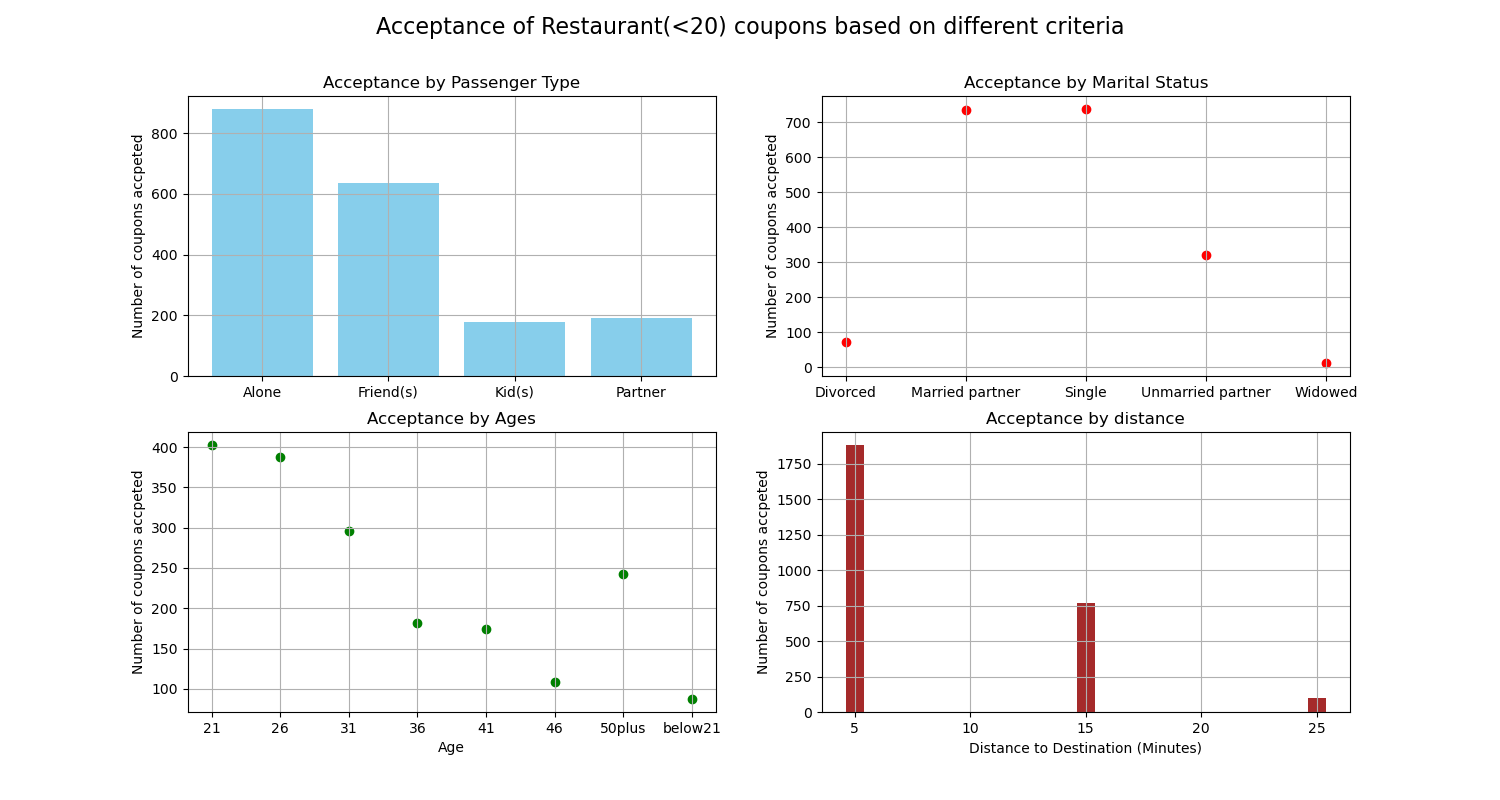 Acceptance of Restaurant(<20) coupons based on different criteria
Acceptance by Passenger Type
Number of coupons accpeted
800
600
400
200
0
Alone Friend(s) Kid(s) Partner
Acceptance by Marital Status
Number of coupons accpeted
700
600
500
400
300
200
100
0
Divorced Married partner Single Unmarried partner Widowed
Acceptance by Ages
Number of coupons accpeted
400
350
300
250
200
150
100
21 26 31 36 41 46 50plus below21
Age
Acceptance by distance
Number of coupons accpeted
1750
1500
1250
1000
750
500
250
0
5 10 15 20 25
Distance to Destination (Minutes)